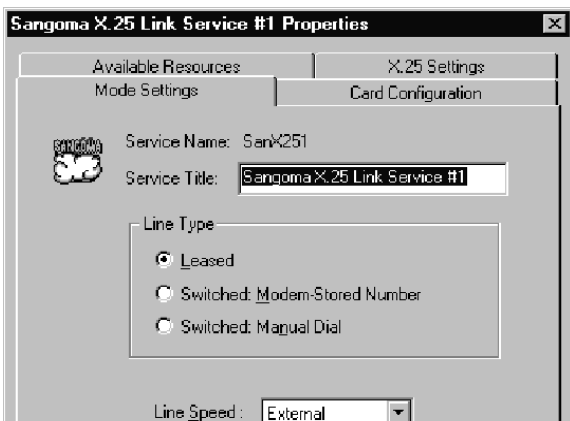 Sangoma X.25 Link Service #1 Properties
Available Resources
X.25 Settings
Mode Settings
Card Configuration
SANGOMA
Service Name: SanX251
Service Title: Sangoma X.25 Link Service #1
Line Type
Leased
Switched: Modem-Stored Number
Switched: Manual Dial
Line Speed: External